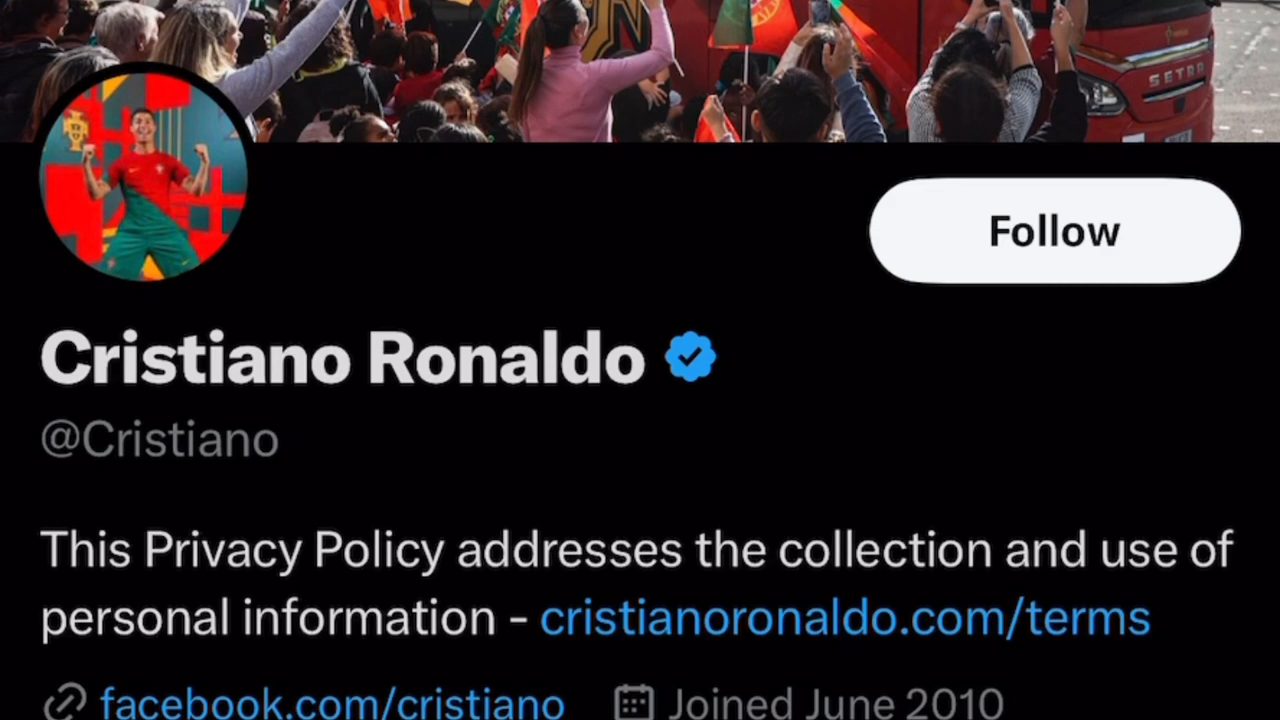 SETRA
Follow
Cristiano Ronaldo
@Cristiano
This Privacy Policy addresses the collection and use of
personal information - cristianoronaldo.com/terms
facebook.com/cristiano Joined June 2010